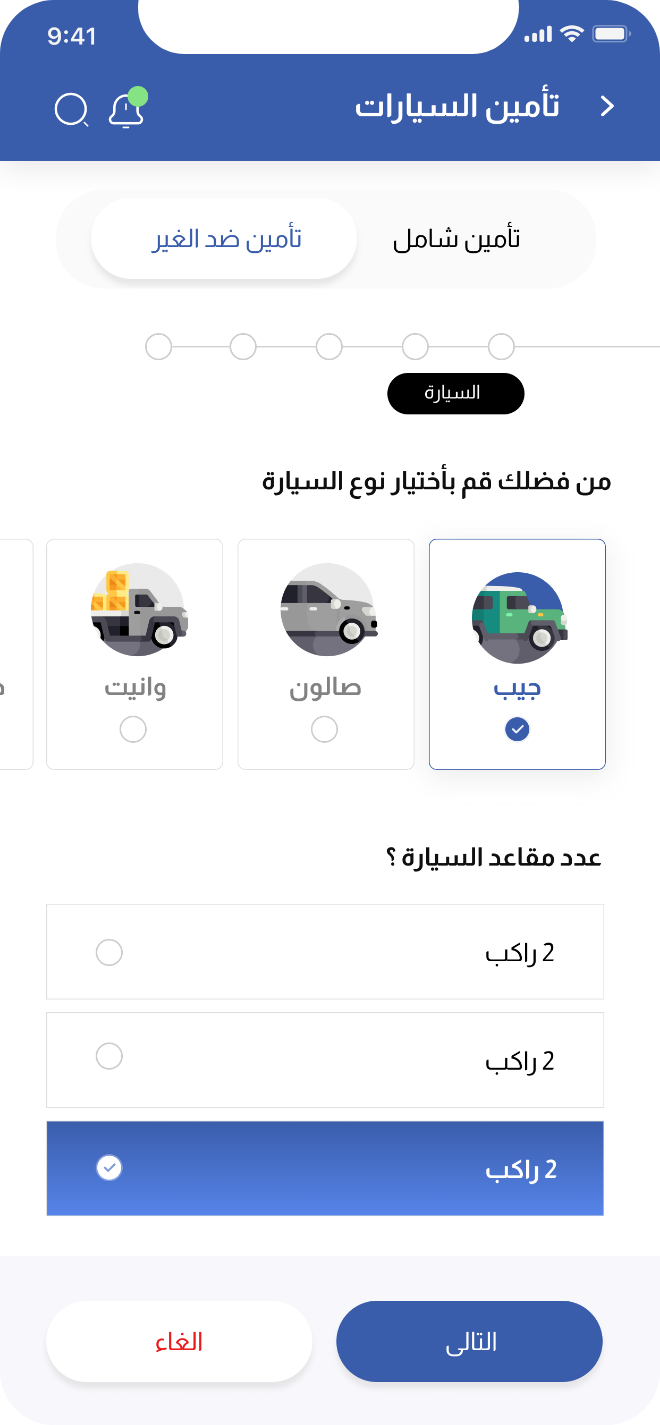 9:41
تأمين السيارات
تأمين شامل
تأمين ضد الغير
السيارة
من فضلك قم بأختيار نوع السيارة
جيب
صالون
وانيت
عدد مقاعد السيارة ؟
2 راكب
2 راكب
2 راكب
التالى
الغاء